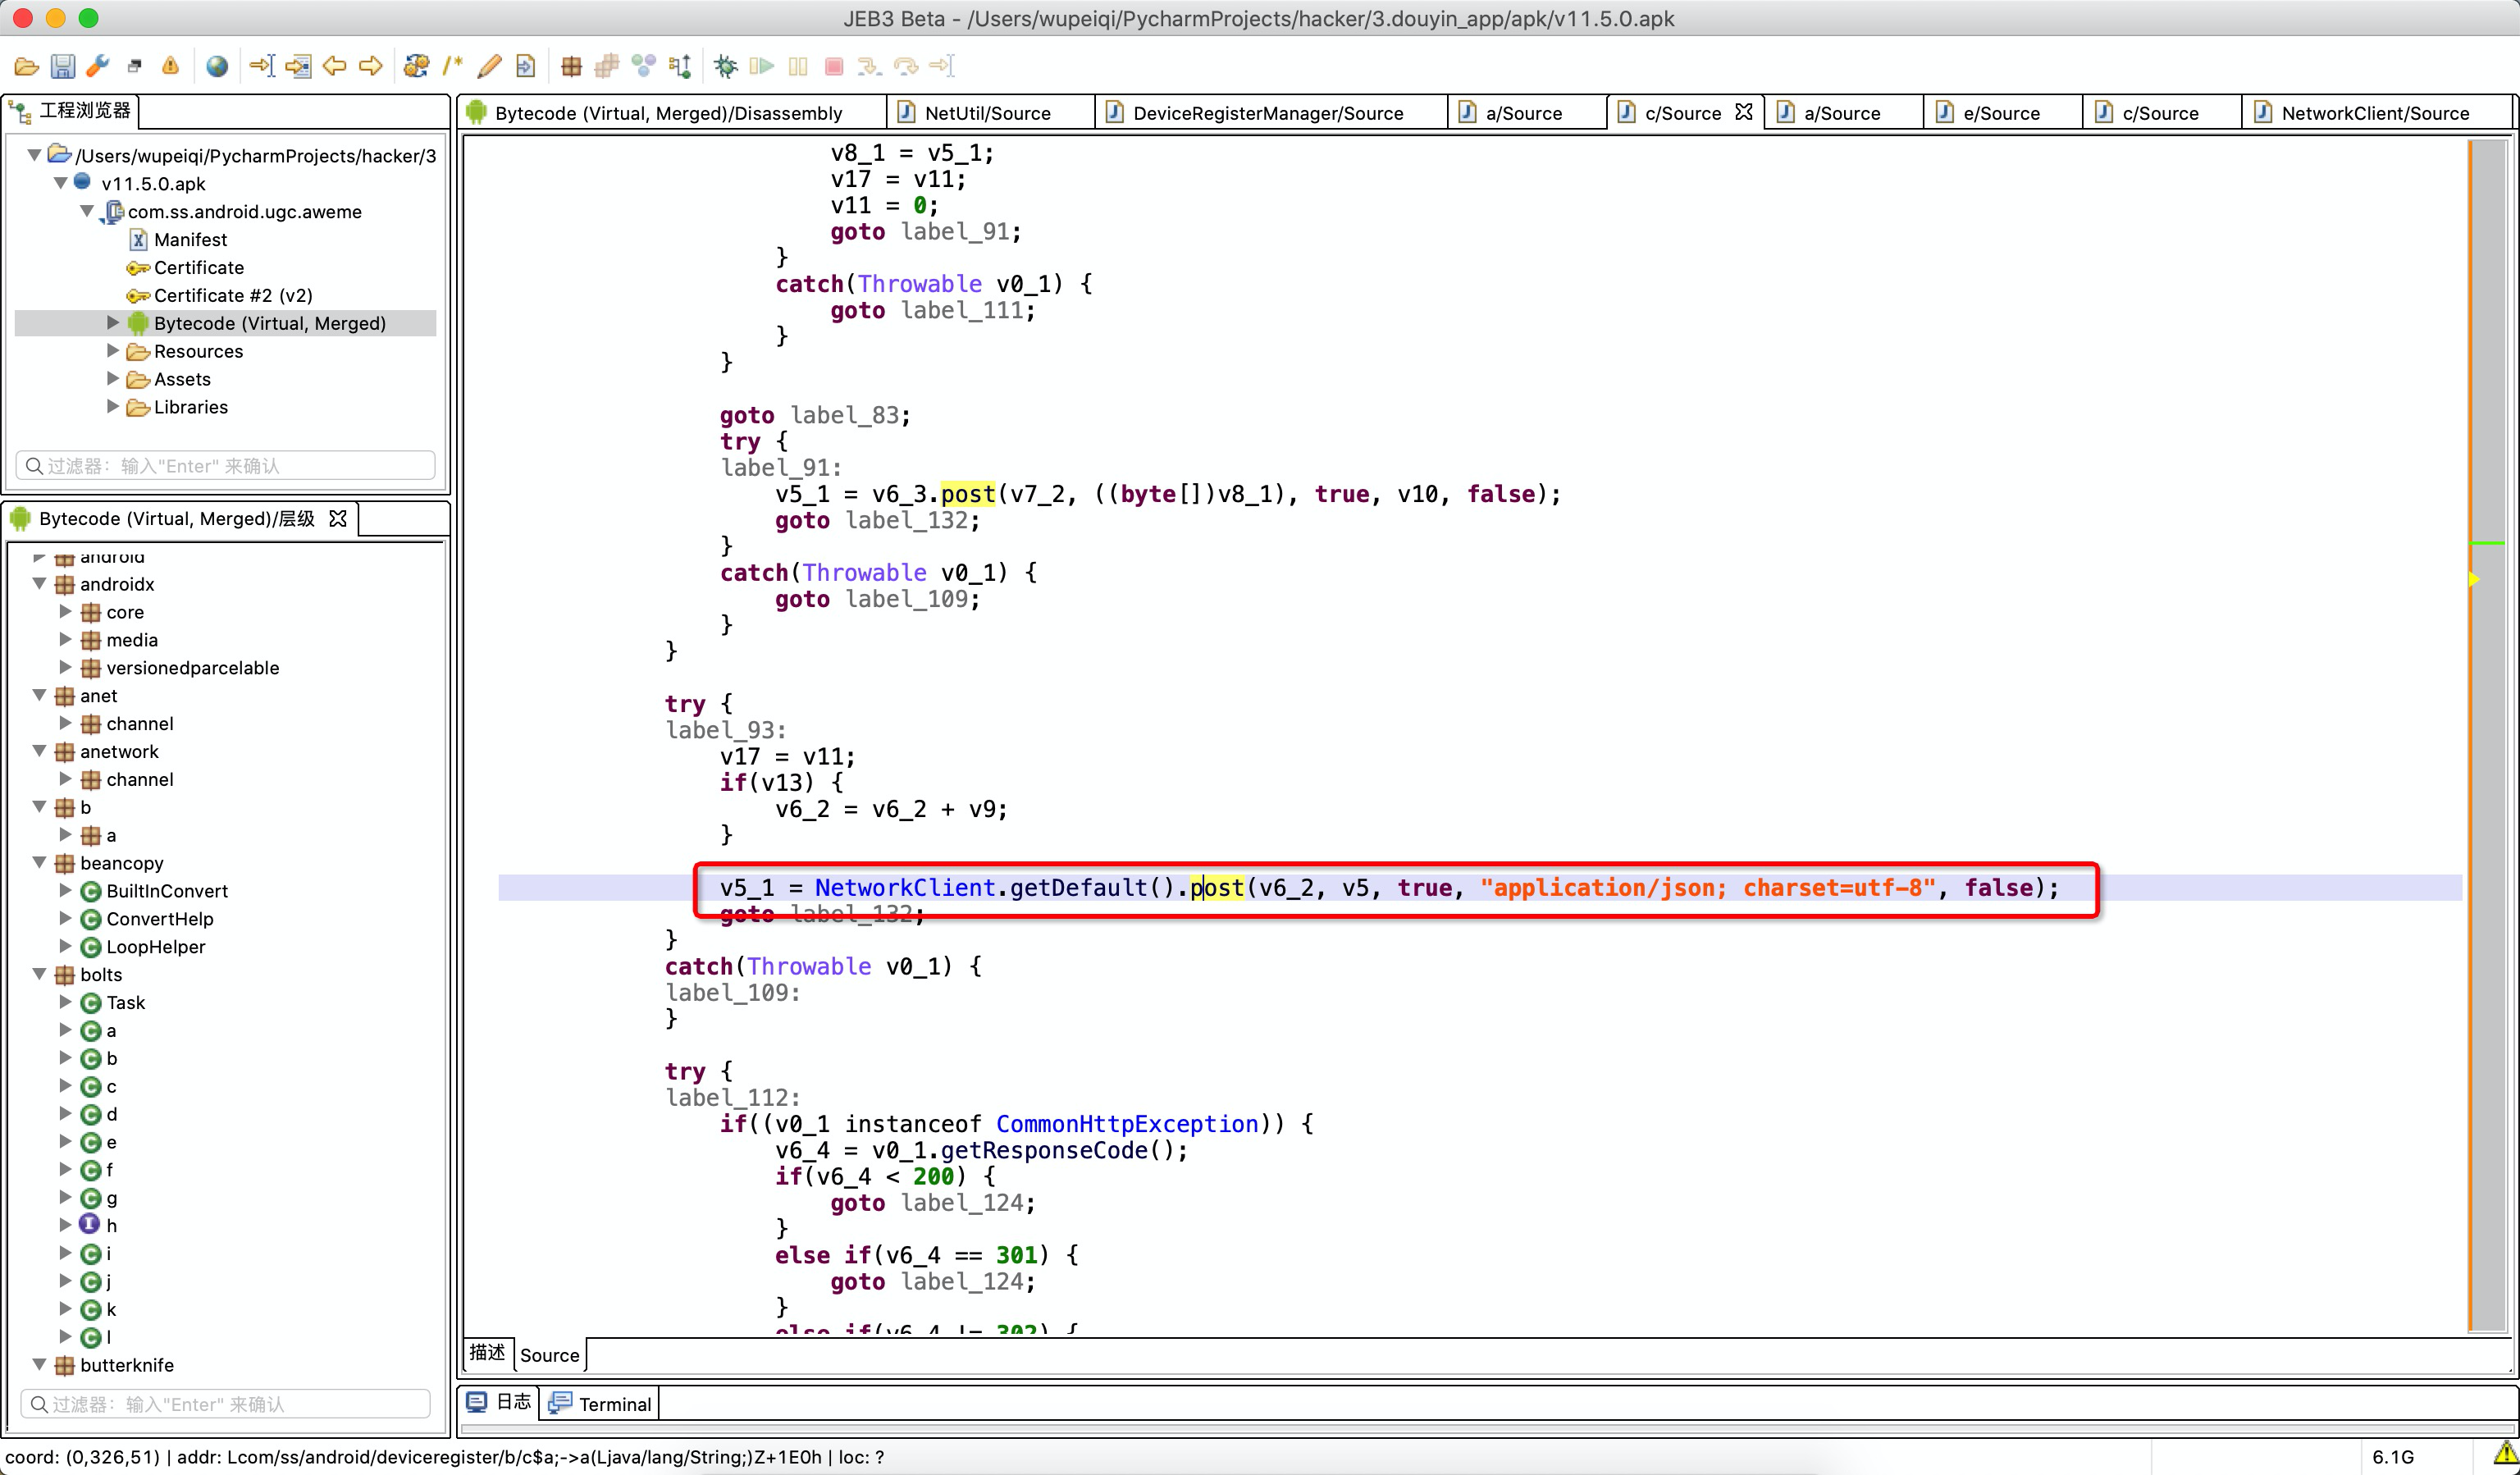 JEB3 Beta - /Users/wupeiqi/PycharmProjects/hacker/3.douyin_app/apk/v11.5.0.apk
工程浏览器
/Users/wupeiqi/PycharmProjects/hacker/3
v11.5.0.apk
com.ss.android.ugc.aweme
Manifest
Certificate
Certificate #2 (v2)
Bytecode (Virtual, Merged)
Resources
Assets
Libraries
过滤器：输入"Enter" 来确认
Bytecode (Virtual, Merged)/层级
android
androidx
core
media
versionedparcelable
anet
channel
anetwork
channel
b
a
beancopy
BuiltInConvert
ConvertHelp
LoopHelper
bolts
Task
a
b
c
d
e
f
g
h
i
j
k
l
butterknife
过滤器：输入"Enter" 来确认
Bytecode (Virtual, Merged)/Disassembly
NetUtil/Source
DeviceRegisterManager/Source
a/Source
c/Source
a/Source
e/Source
c/Source
NetworkClient/Source
v8_1 = v5_1;
v17 = v11;
v11 = 0;
goto label_91;
}
catch(Throwable v0_1) {
goto label_111;
}
}
goto label_83;
try {
label_91:
v5_1 = v6_3.post(v7_2, ((byte[])v8_1), true, v10, false);
goto label_132;
}
catch(Throwable v0_1) {
goto label_109;
}
}
try {
label_93:
v17 = v11;
if(v13) {
v6_2 = v6_2 + v9;
}
v5_1 = NetworkClient.getDefault().post(v6_2, v5, true, "application/json; charset=utf-8", false);
goto label_132;
}
catch(Throwable v0_1) {
label_109:
}
try {
label_112:
if((v0_1 instanceof CommonHttpException)) {
v6_4 = v0_1.getResponseCode();
if(v6_4 < 200) {
goto label_124;
}
else if(v6_4 == 301) {
goto label_124;
}
else if(v6_4 != 302) {
描述
Source
日志
Terminal
coord: (0,326,51) | addr: Lcom/ss/android/deviceregister/b/c$a;->a(Ljava/lang/String;)Z+1E0h | loc: ?
6.1G